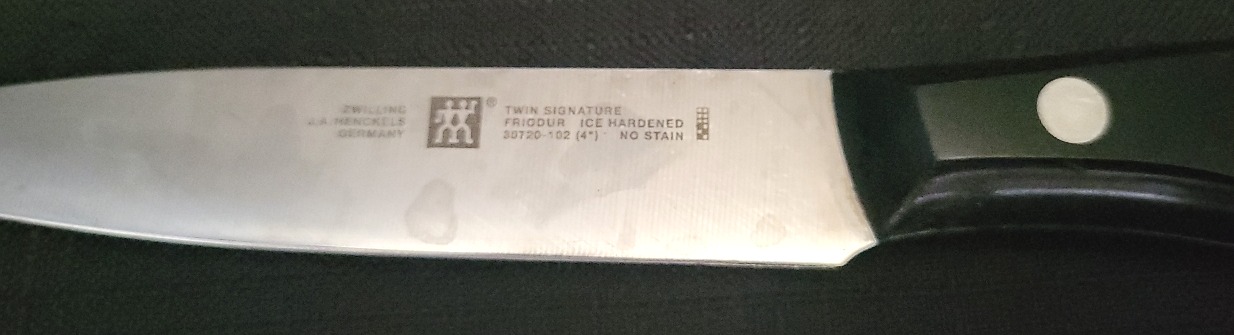 ZWILLING
J.A. HENCKELS
GERMANY
®
TWIN SIGNATURE
FRIODUR ICE HARDENED
30720-102 (4") NO STAIN